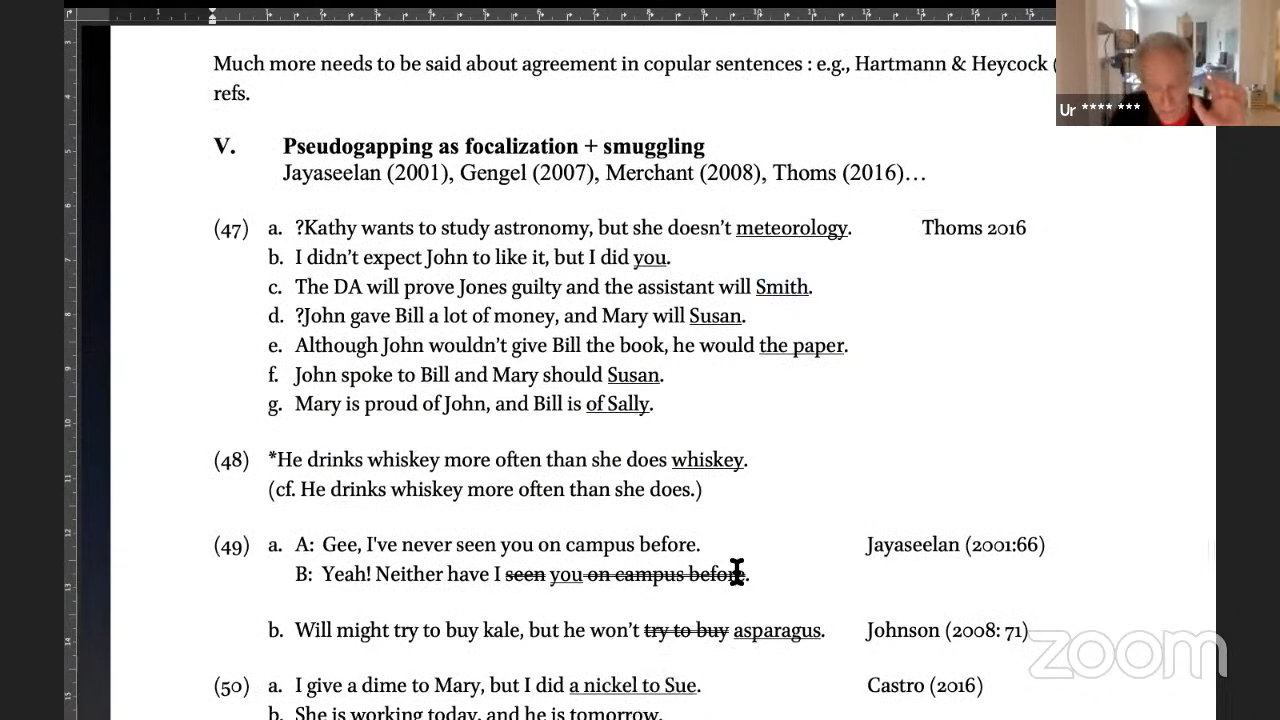 Much more needs to be said about agreement in copular sentences : e.g., Hartmann & Heycock (
refs.
Ur **** ***
V. Pseudogapping as focalization + smuggling
Jayaseelan (2001), Gengel (2007), Merchant (2008), Thoms (2016)…
(47) a. ?Kathy wants to study astronomy, but she doesn't meteorology. Thoms 2016
b. I didn't expect John to like it, but I did you.
c. The DA will prove Jones guilty and the assistant will Smith.
d. ?John gave Bill a lot of money, and Mary will Susan.
e. Although John wouldn't give Bill the book, he would the paper.
f. John spoke to Bill and Mary should Susan.
g. Mary is proud of John, and Bill is of Sally.
(48) *He drinks whiskey more often than she does whiskey.
(cf. He drinks whiskey more often than she does.)
(49) a. A: Gee, I've never seen you on campus before. Jayaseelan (2001:66)
B: Yeah! Neither have I seen you on campus before.
b. Will might try to buy kale, but he won't try to buy asparagus. Johnson (2008: 71)
zoom
(50) a. I give a dime to Mary, but I did a nickel to Sue. Castro (2016)
b. She is working today, and he is tomorrow.